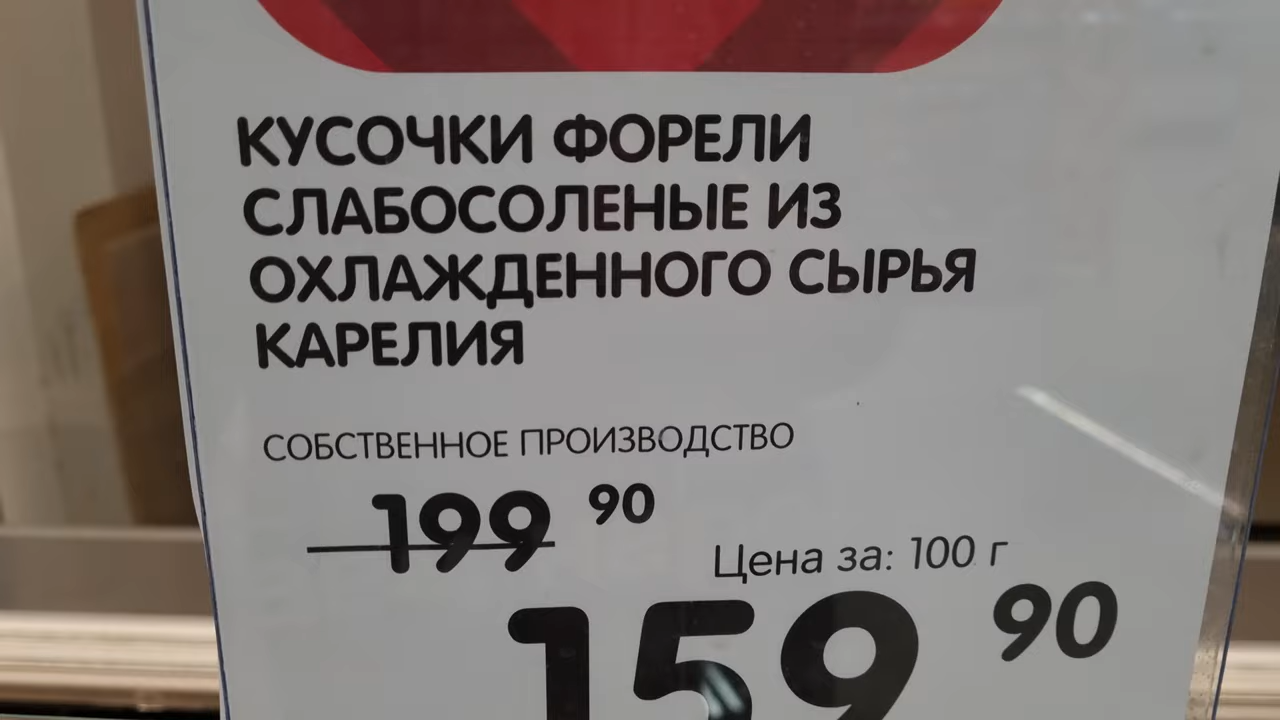 КУСОЧКИ ФОРЕЛИ
СЛАБОСОЛЕНЫЕ ИЗ
ОХЛАЖДЕННОГО СЫРЬЯ
КАРЕЛИЯ
СОБСТВЕННОЕ ПРОИЗВОДСТВО
199 90
Цена за: 100 г
159 90